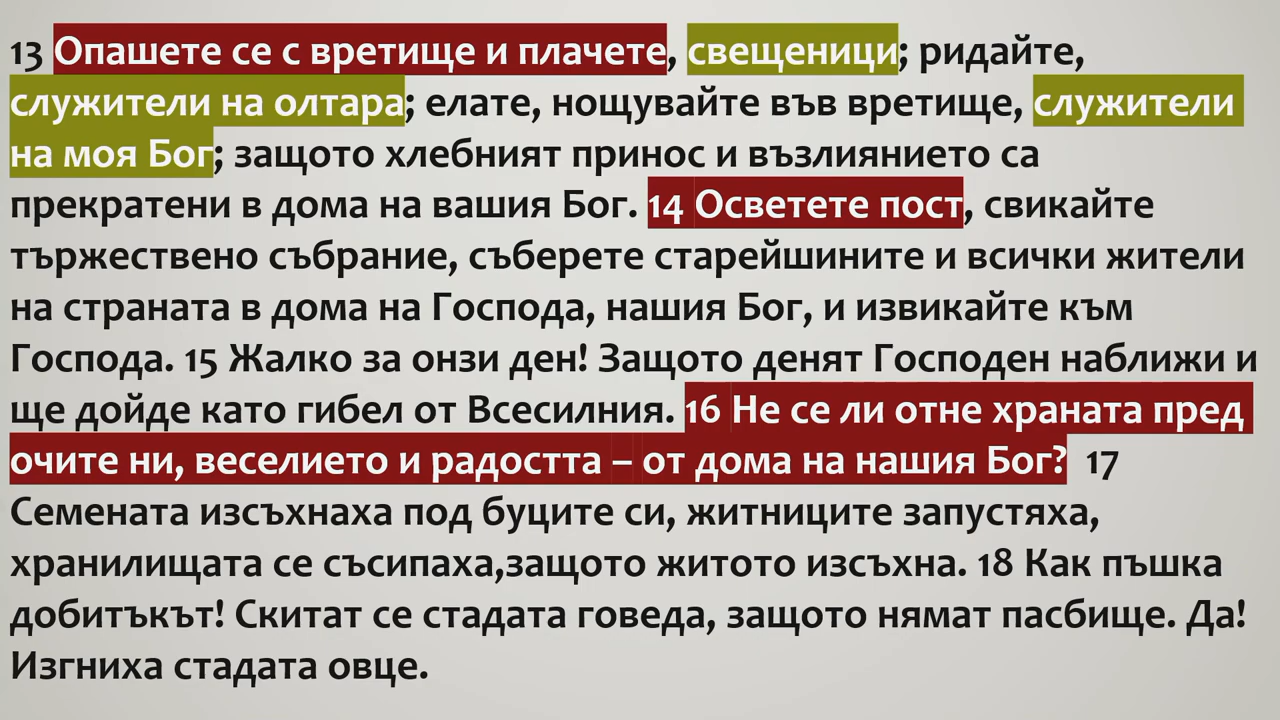 13 Опашете се с вретище и плачете, свещеници; ридайте,
служители на олтара; елате, нощувайте във вретище, служители
на моя Бог; защото хлебният принос и възлиянието са
прекратени в дома на вашия Бог. 14 Осветете пост, свикайте
тържествено събрание, съберете старейшините и всички жители
на страната в дома на Господа, нашия Бог, и извикайте към
Господа. 15 Жалко за онзи ден! Защото денят Господен наближи и
ще дойде като гибел от Всесилния. 16 Не се ли отне храната пред
очите ни, веселието и радостта – от дома на нашия Бог? 17
Семената изсъхнаха под буците си, житниците запустяха,
хранилищата се съсипаха,защото житото изсъхна. 18 Как пъшка
добитъкът! Скитат се стадата говеда, защото нямат пасбище. Да!
Изгниха стадата овце.